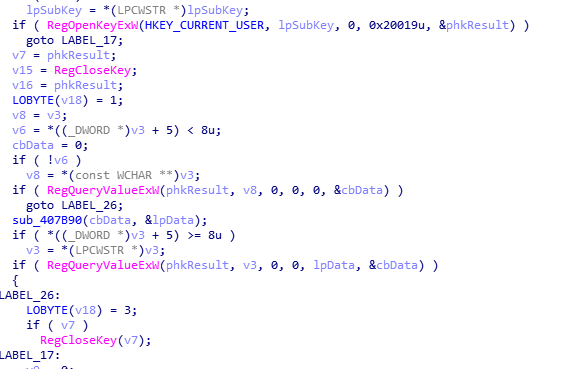 lpSubKey = *(LPCWSTR *)lpSubKey;
if ( RegOpenKeyExW(HKEY_CURRENT_USER, lpSubKey, 0, 0x20019u, &phkResult) )
goto LABEL_17;
v7 = phkResult;
v15 = RegCloseKey;
v16 = phkResult;
LOBYTE(v18) = 1;
v8 = v3;
v6 = *((_DWORD *)v3 + 5) < 8u;
cbData = 0;
if ( !v6 )
v8 = *(const WCHAR **)v3;
if ( RegQueryValueExW(phkResult, v8, 0, 0, 0, &cbData) )
goto LABEL_26;
sub_407B90(cbData, &lpData);
if ( *((_DWORD *)v3 + 5) >= 8u )
v3 = *(LPCWSTR *)v3;
if ( RegQueryValueExW(phkResult, v3, 0, 0, lpData, &cbData) )
{
LABEL_26:
LOBYTE(v18) = 3;
if ( v7 )
RegCloseKey(v7);
LABEL_17: